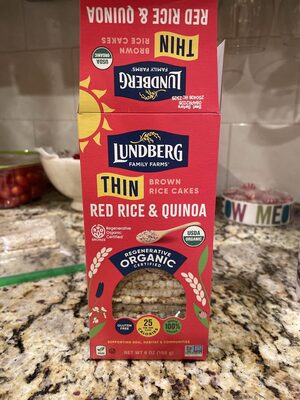 RED RICE & QUINOA
THIN
BROWN
RICE CAKES
USDA
ORGANIC
LUNDBERG
FAMILY FARMS
LUNDBERG
FAMILY FARMS®
THIN
BROWN
RICE CAKES
RED RICE & QUINOA
Regenerative
Organic
Certified
USDA
ORGANIC
REGENERATIVE
ORGANIC
CERTIFIED
GLUTEN
FREE
25
CALORIES
100%
SUPPORTING SOIL, HABITAT & COMMUNITIES
NET WT 6 OZ (168 g)
OW ME